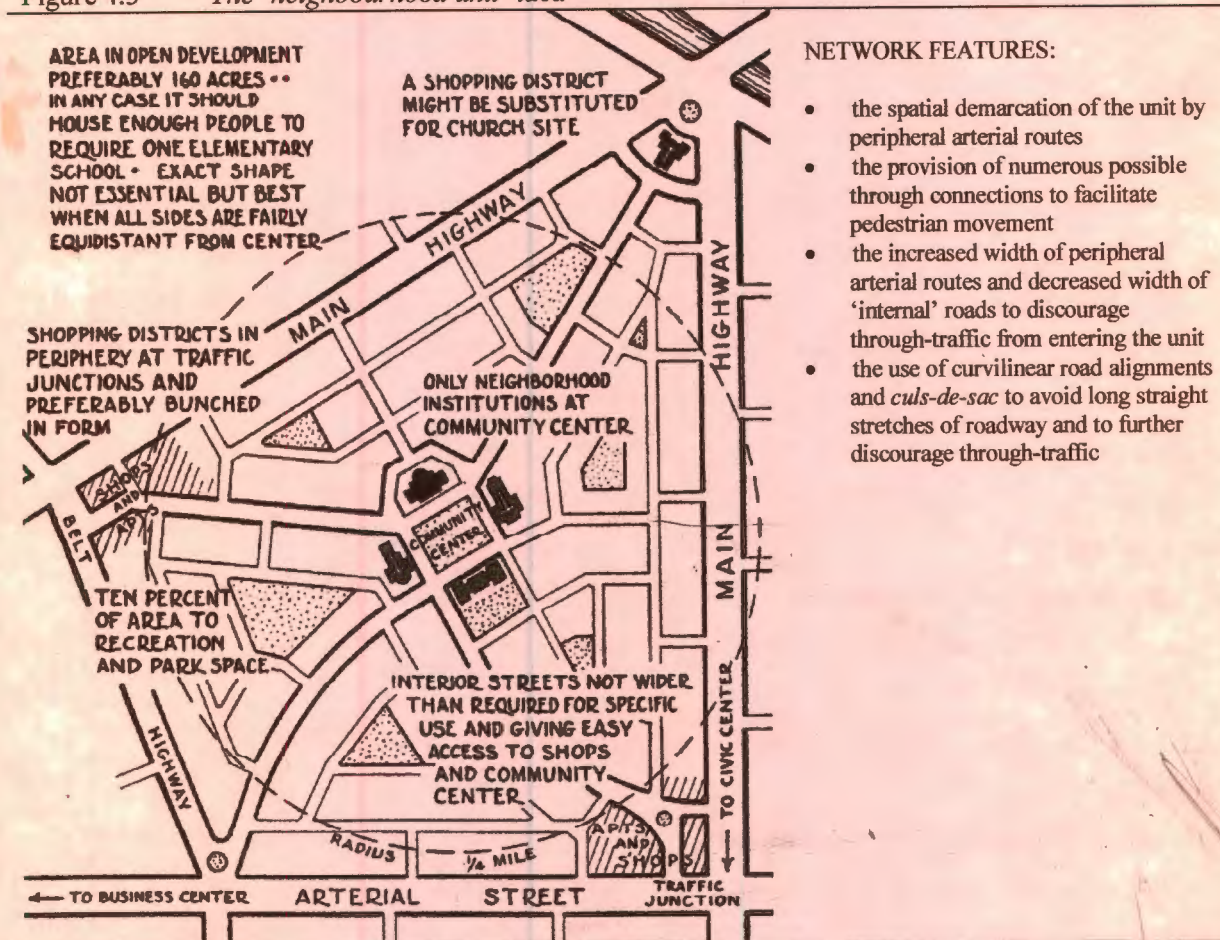 The 'neighbourhood unit' idea
AREA IN OPEN DEVELOPMENT
PREFERABLY 160 ACRES ··
IN ANY CASE IT SHOULD
HOUSE ENOUGH PEOPLE TO
REQUIRE ONE ELEMENTARY
SCHOOL · EXACT SHAPE
NOT ESSENTIAL BUT BEST
WHEN ALL SIDES ARE FAIRLY
EQUIDISTANT FROM CENTER
A SHOPPING DISTRICT
MIGHT BE SUBSTITUTED
FOR CHURCH SITE
MAIN HIGHWAY
SHOPPING DISTRICTS IN
PERIPHERY AT TRAFFIC
JUNCTIONS AND
PREFERABLY BUNCHED
IN FORM
ONLY NEIGHBORHOOD
INSTITUTIONS AT
COMMUNITY CENTER
SHOPS
AND
APTS
COMMUNITY
CENTER
BELT HIGHWAY
MAIN HIGHWAY
TEN PERCENT
OF AREA TO
RECREATION
AND PARK SPACE
INTERIOR STREETS NOT WIDER
THAN REQUIRED FOR SPECIFIC
USE AND GIVING EASY
ACCESS TO SHOPS
AND COMMUNITY
CENTER
TO CIVIC CENTER
APTS
AND
SHOPS
RADIUS 1/4 MILE
TO BUSINESS CENTER
ARTERIAL STREET
TRAFFIC
JUNCTION
NETWORK FEATURES:
• the spatial demarcation of the unit by
peripheral arterial routes
• the provision of numerous possible
through connections to facilitate
pedestrian movement
• the increased width of peripheral
arterial routes and decreased width of
'internal' roads to discourage
through-traffic from entering the unit
• the use of curvilinear road alignments
and culs-de-sac to avoid long straight
stretches of roadway and to further
discourage through-traffic